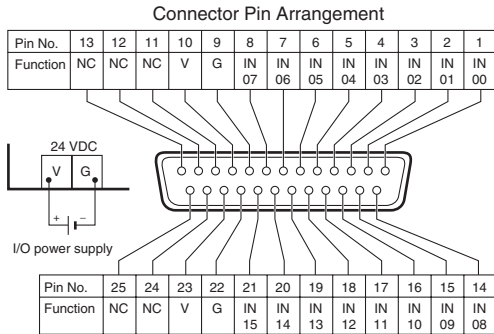 Connector Pin Arrangement
Pin No. 13 12 11 10 9 8 7 6 5 4 3 2 1
Function NC NC NC V G IN 07 IN 06 IN 05 IN 04 IN 03 IN 02 IN 01 IN 00
24 VDC
V G
+ −
I/O power supply
Pin No. 25 24 23 22 21 20 19 18 17 16 15 14
Function NC NC V G IN 15 IN 14 IN 13 IN 12 IN 11 IN 10 IN 09 IN 08